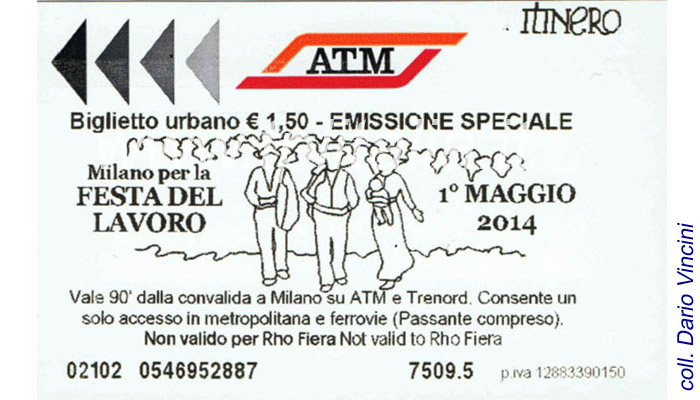 ITINERO
ATM
Biglietto urbano € 1,50 - EMISSIONE SPECIALE
Milano per la
FESTA DEL
LAVORO
1° MAGGIO
2014
Vale 90' dalla convalida a Milano su ATM e Trenord. Consente un
solo accesso in metropolitana e ferrovie (Passante compreso).
Non valido per Rho Fiera Not valid to Rho Fiera
02102 0546952887 7509.5 p.iva 12883390150
coll. Dario Vincini